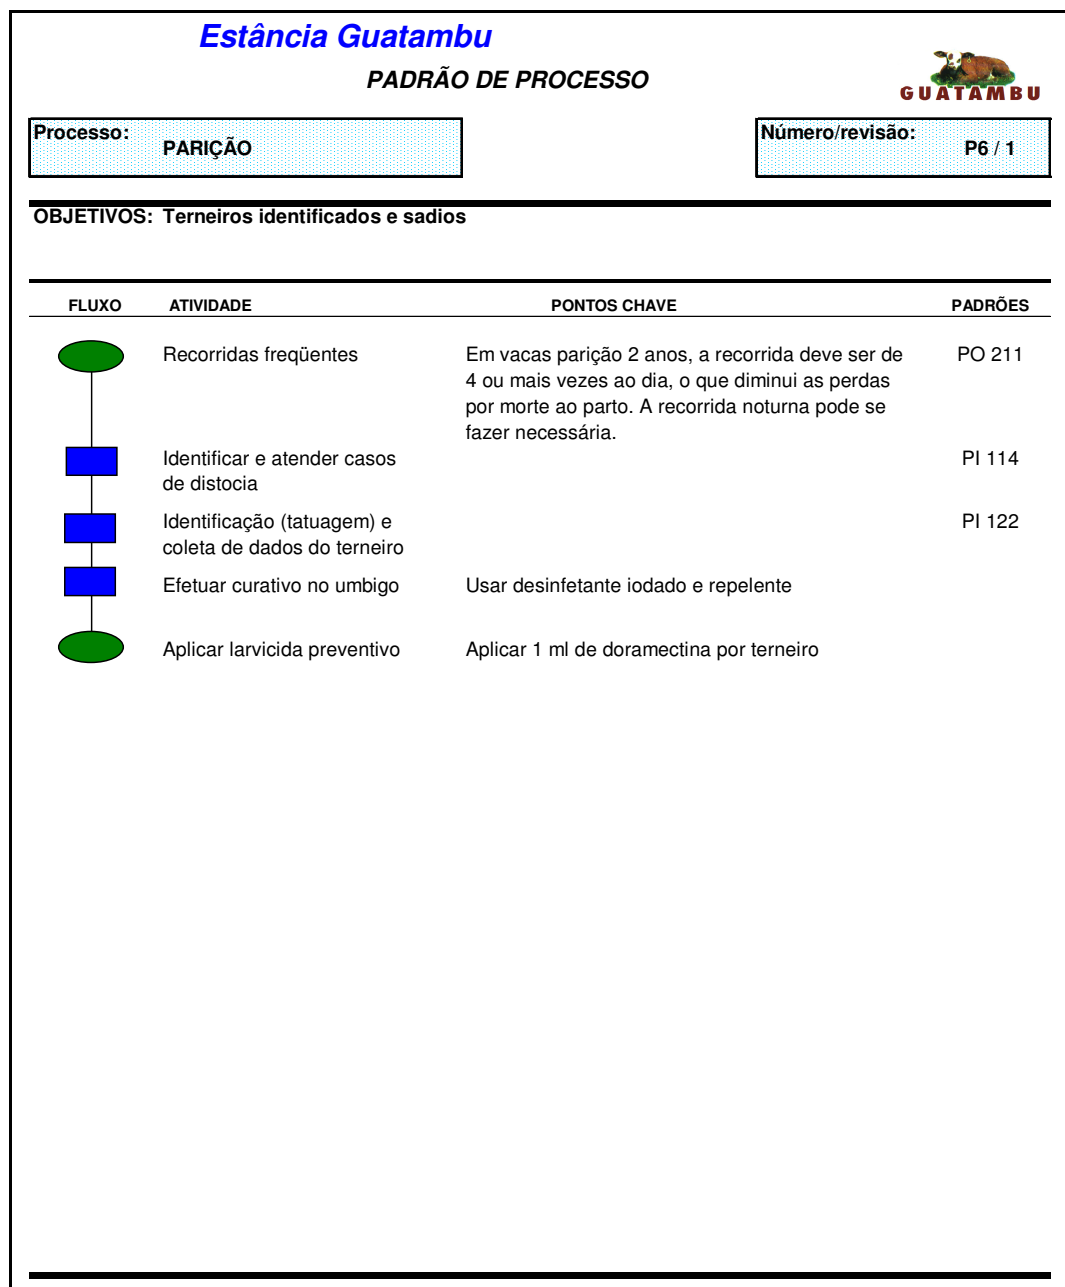 Estância Guatambu
PADRÃO DE PROCESSO
GUATAMBU
Processo:
PARIÇÃO
Número/revisão:
P6 / 1
OBJETIVOS: Terneiros identificados e sadios
FLUXO ATIVIDADE PONTOS CHAVE PADRÕES
Recorridas freqüentes Em vacas parição 2 anos, a recorrida deve ser de PO 211
4 ou mais vezes ao dia, o que diminui as perdas
por morte ao parto. A recorrida noturna pode se
fazer necessária.
Identificar e atender casos PI 114
de distocia
Identificação (tatuagem) e PI 122
coleta de dados do terneiro
Efetuar curativo no umbigo Usar desinfetante iodado e repelente
Aplicar larvicida preventivo Aplicar 1 ml de doramectina por terneiro